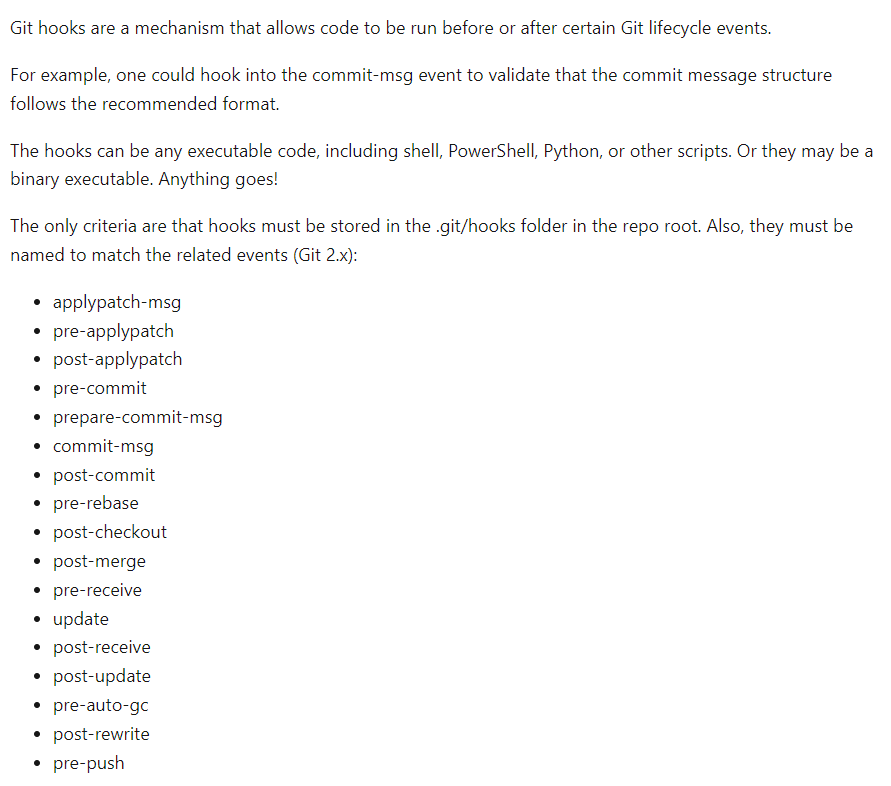 Git hooks are a mechanism that allows code to be run before or after certain Git lifecycle events.
For example, one could hook into the commit-msg event to validate that the commit message structure
follows the recommended format.
The hooks can be any executable code, including shell, PowerShell, Python, or other scripts. Or they may be a
binary executable. Anything goes!
The only criteria are that hooks must be stored in the .git/hooks folder in the repo root. Also, they must be
named to match the related events (Git 2.x):
• applypatch-msg
• pre-applypatch
• post-applypatch
• pre-commit
• prepare-commit-msg
• commit-msg
• post-commit
• pre-rebase
• post-checkout
• post-merge
• pre-receive
• update
• post-receive
• post-update
• pre-auto-gc
• post-rewrite
• pre-push